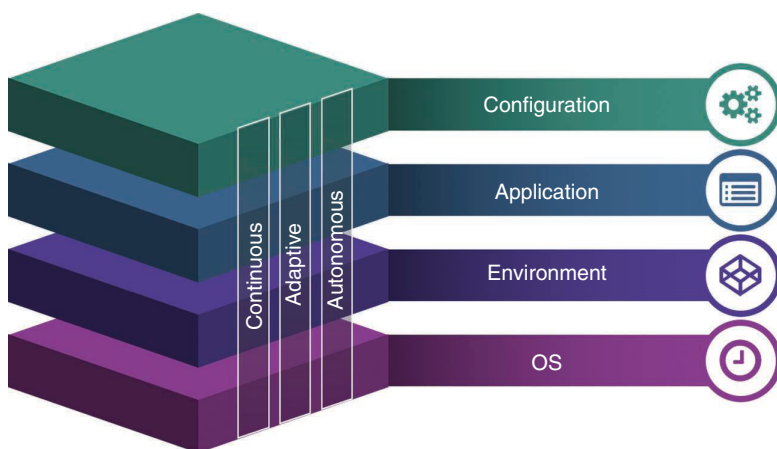 Configuration
Application
Environment
OS
Continuous
Adaptive
Autonomous